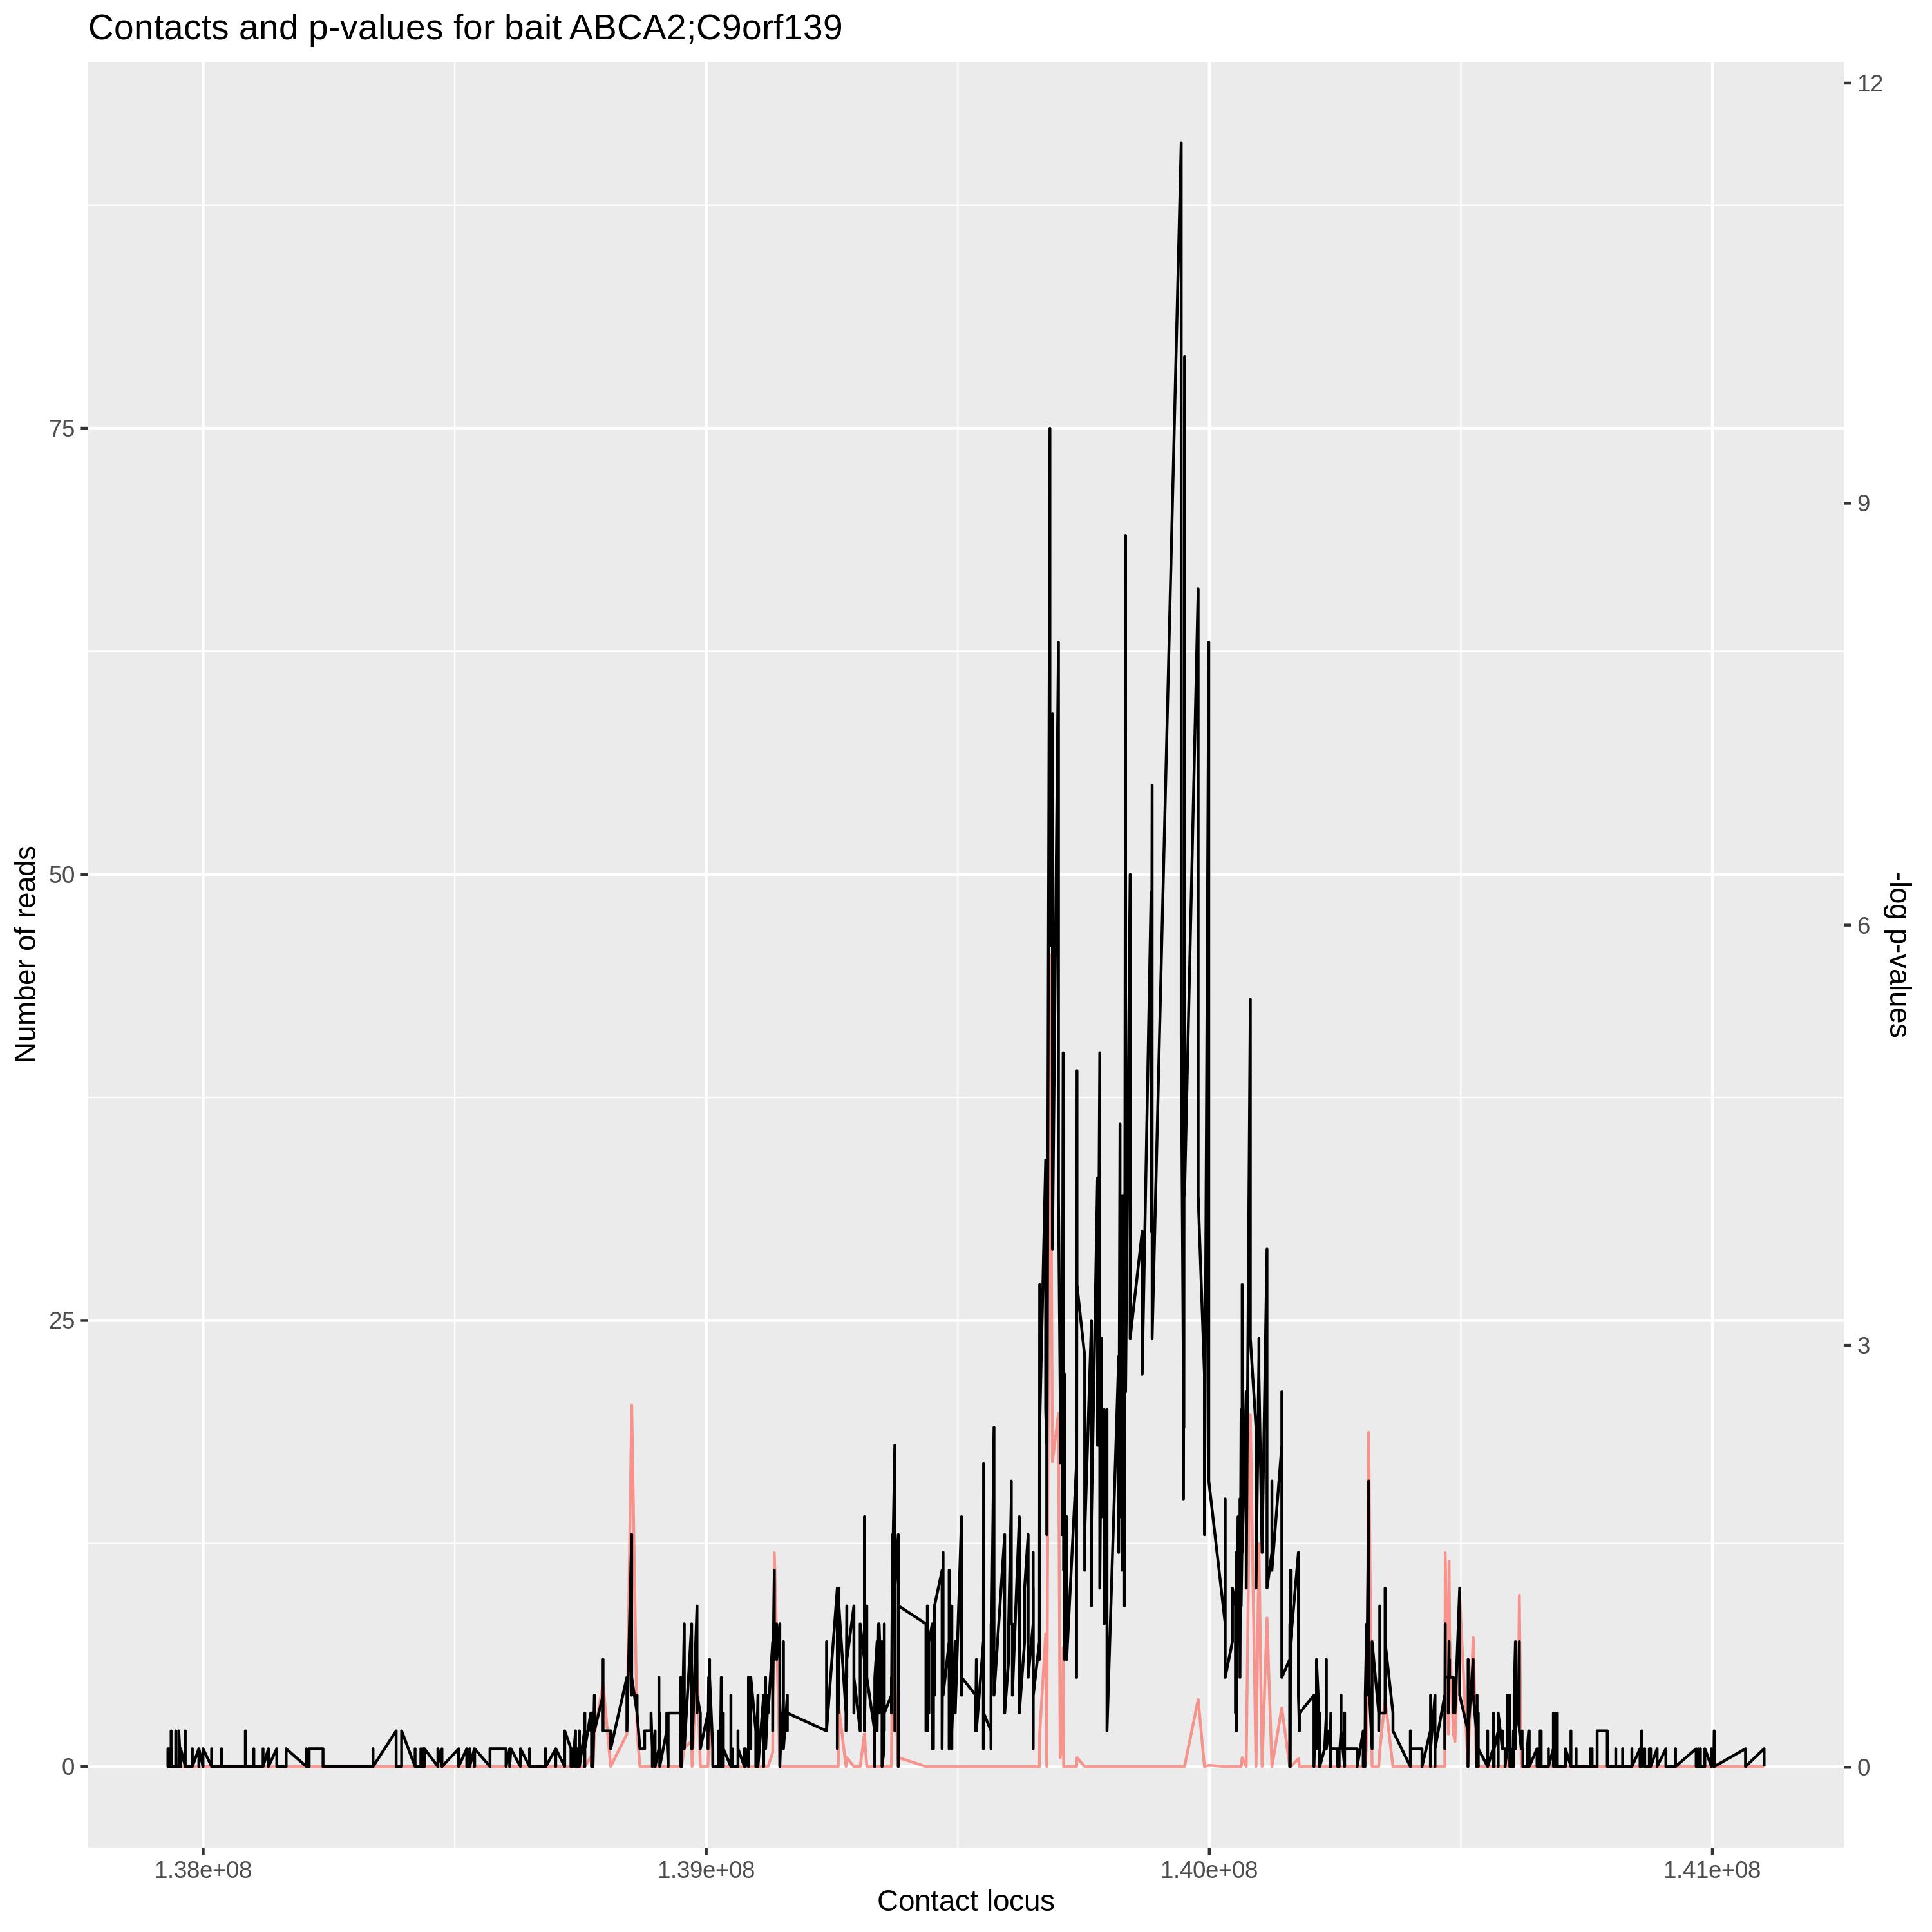 Contacts and p-values for bait ABCA2;C9orf139
12
75
9
Number of reads
50
6
-log p-values
25
3
0
0
1.38e+08
1.39e+08
1.40e+08
1.41e+08
Contact locus